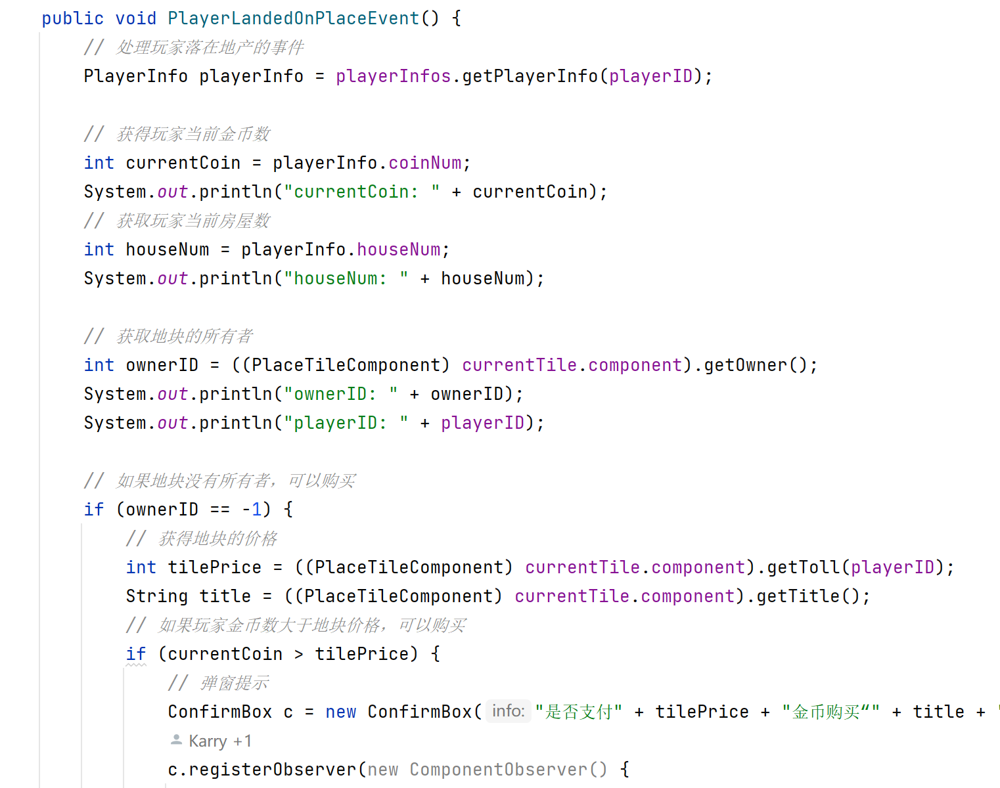 public void PlayerLandedOnPlaceEvent() {
// 处理玩家落在地产的事件
PlayerInfo playerInfo = playerInfos.getPlayerInfo(playerID);
// 获得玩家当前金币数
int currentCoin = playerInfo.coinNum;
System.out.println("currentCoin: " + currentCoin);
// 获取玩家当前房屋数
int houseNum = playerInfo.houseNum;
System.out.println("houseNum: " + houseNum);
// 获取地块的所有者
int ownerID = ((PlaceTileComponent) currentTile.component).getOwner();
System.out.println("ownerID: " + ownerID);
System.out.println("playerID: " + playerID);
// 如果地块没有所有者，可以购买
if (ownerID == -1) {
// 获得地块的价格
int tilePrice = ((PlaceTileComponent) currentTile.component).getToll(playerID);
String title = ((PlaceTileComponent) currentTile.component).getTitle();
// 如果玩家金币数大于地块价格，可以购买
if (currentCoin > tilePrice) {
// 弹窗提示
ConfirmBox c = new ConfirmBox( info: "是否支付" + tilePrice + "金币购买“" + title + "
Karry +1
c.registerObserver(new ComponentObserver() {